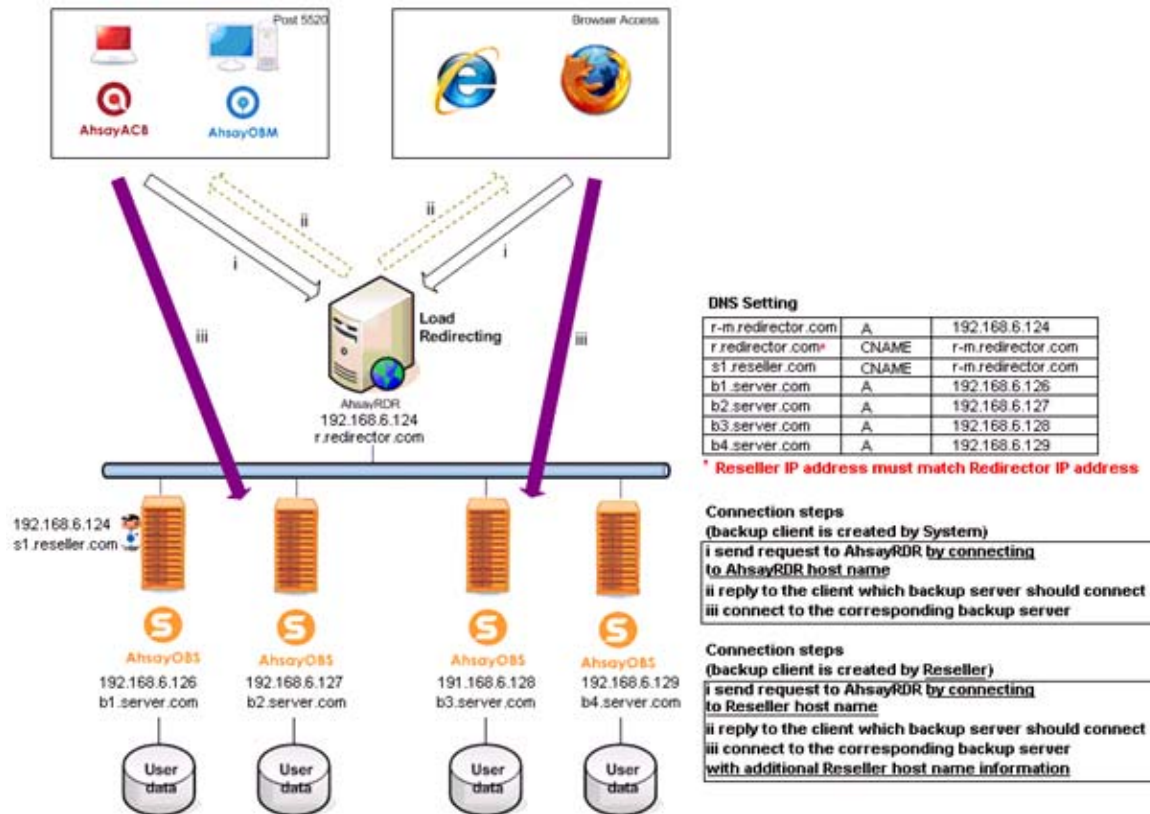 Post 5520
Browser Access
AhsayACB
AhsayOBM
ii
ii
i
i
iii
iii
Load
Redirecting
AhsayRDR
192.168.6.124
r.redirector.com
192.168.6.124
s1.reseller.com
S
S
S
S
AhsayOBS
AhsayOBS
AhsayOBS
AhsayOBS
192.168.6.126
192.168.6.127
191.168.6.128
192.168.6.129
b1.server.com
b2.server.com
b3.server.com
b4.server.com
User
data
User
data
User
data
User
data
DNS Setting
r-m.redirector.com A 192.168.6.124
r.redirector.com* CNAME r-m.redirector.com
s1.reseller.com CNAME r-m.redirector.com
b1.server.com A 192.168.6.126
b2.server.com A 192.168.6.127
b3.server.com A 192.168.6.128
b4.server.com A 192.168.6.129
* Reseller IP address must match Redirector IP address
Connection steps
(backup client is created by System)
i send request to AhsayRDR by connecting
to AhsayRDR host name
ii reply to the client which backup server should connect
iii connect to the corresponding backup server
Connection steps
(backup client is created by Reseller)
i send request to AhsayRDR by connecting
to Reseller host name
ii reply to the client which backup server should connect
iii connect to the corresponding backup server
with additional Reseller host name information